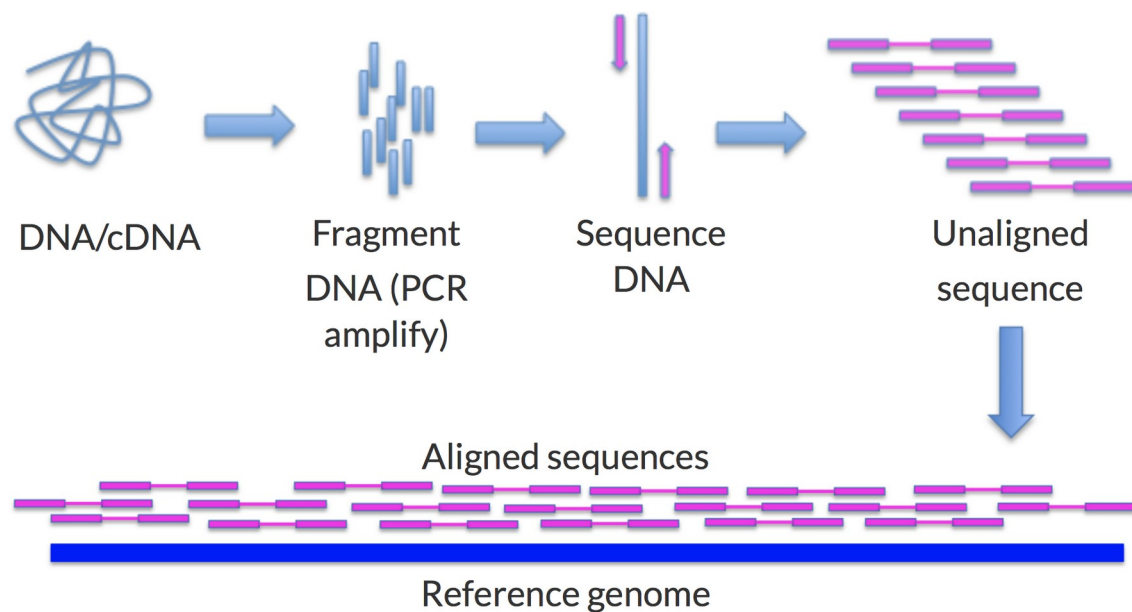 DNA/cDNA
Fragment
DNA (PCR
amplify)
Sequence
DNA
Unaligned
sequence
Aligned sequences
Reference genome